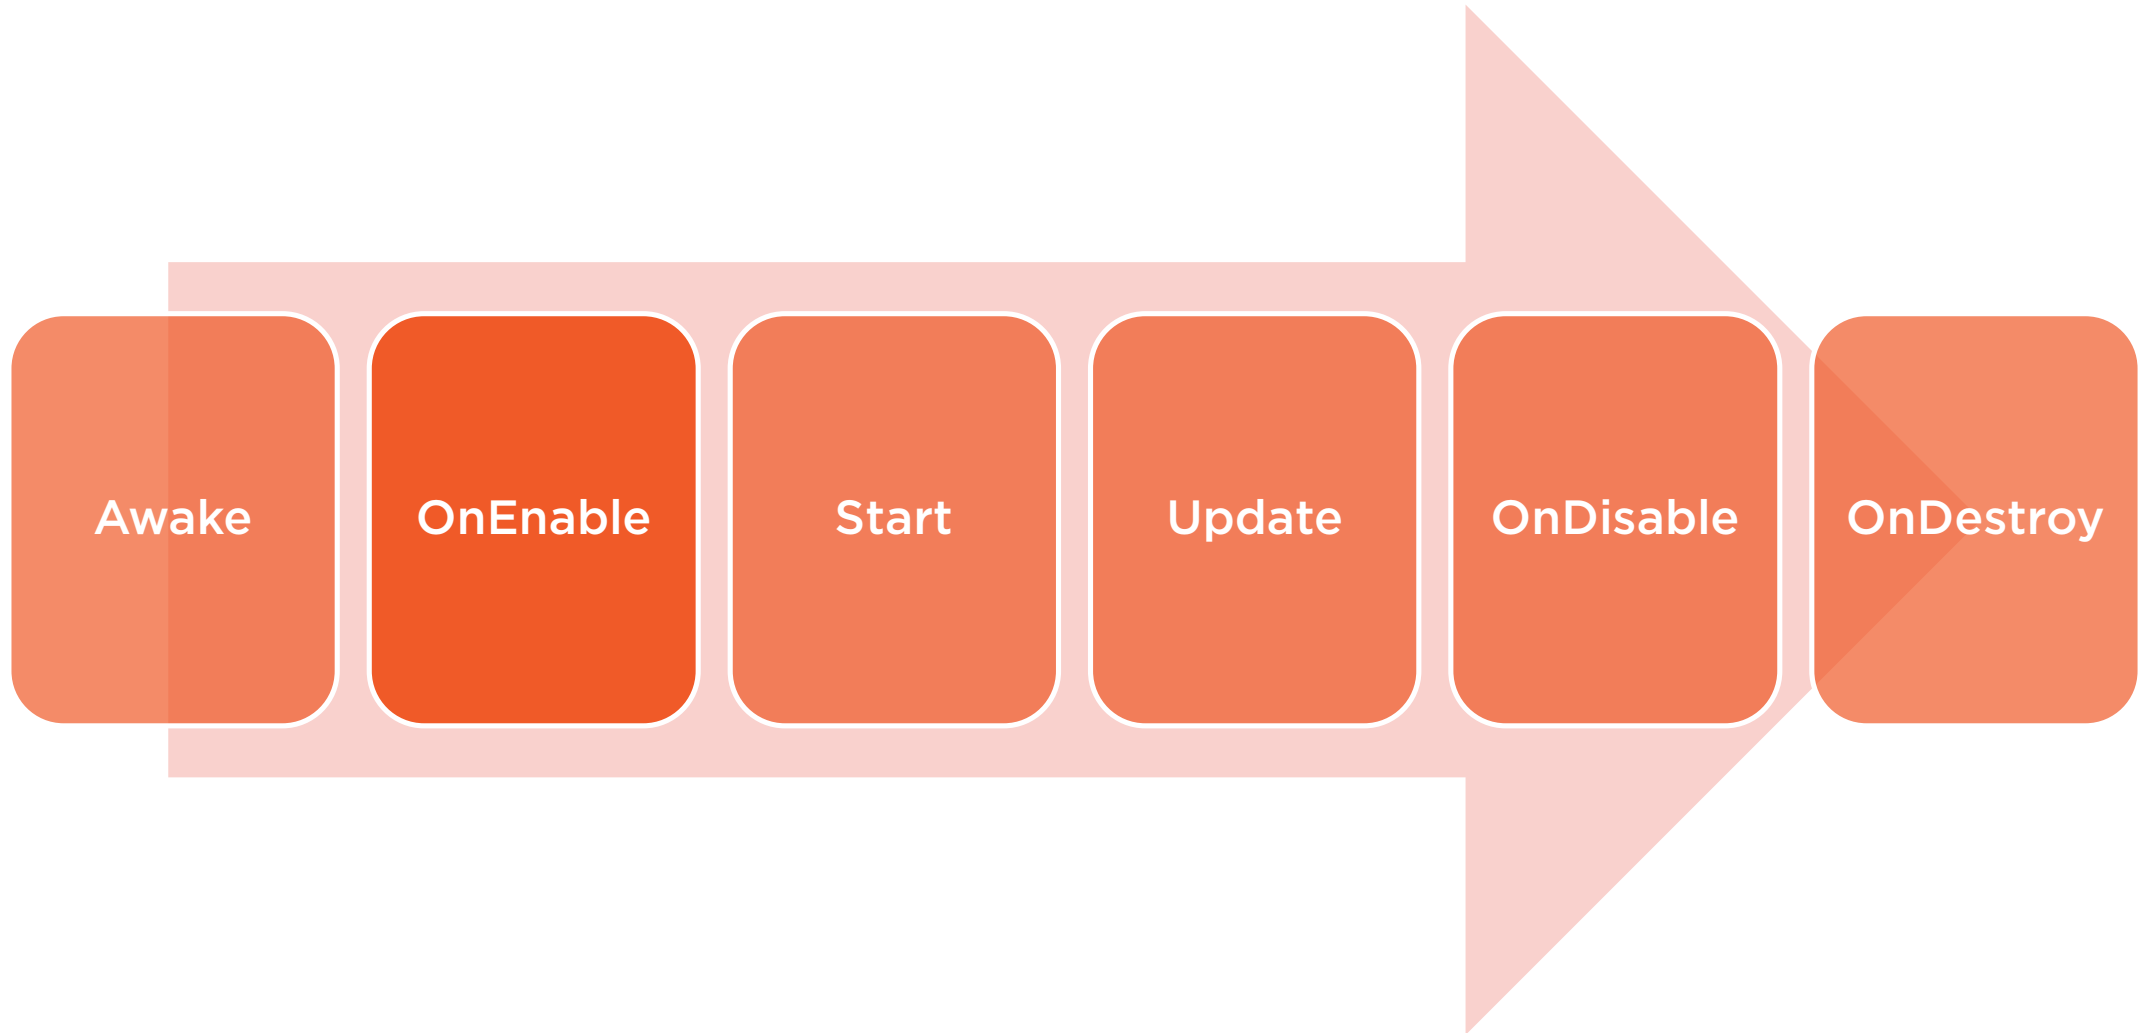 Awake
OnEnable
Start
Update
OnDisable
OnDestroy